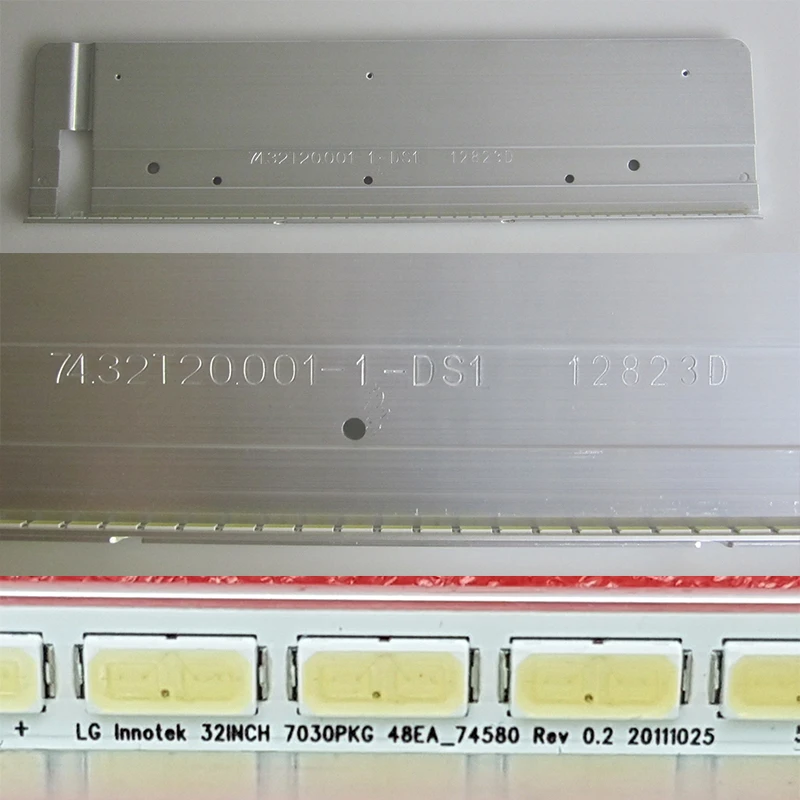 74.32T20.001 1-DS1 12823D
74.32T20.001-1-DS1 12823D
+ LG Innotek 32INCH 7030PKG 48EA_74580 Rev 0.2 20111025 5